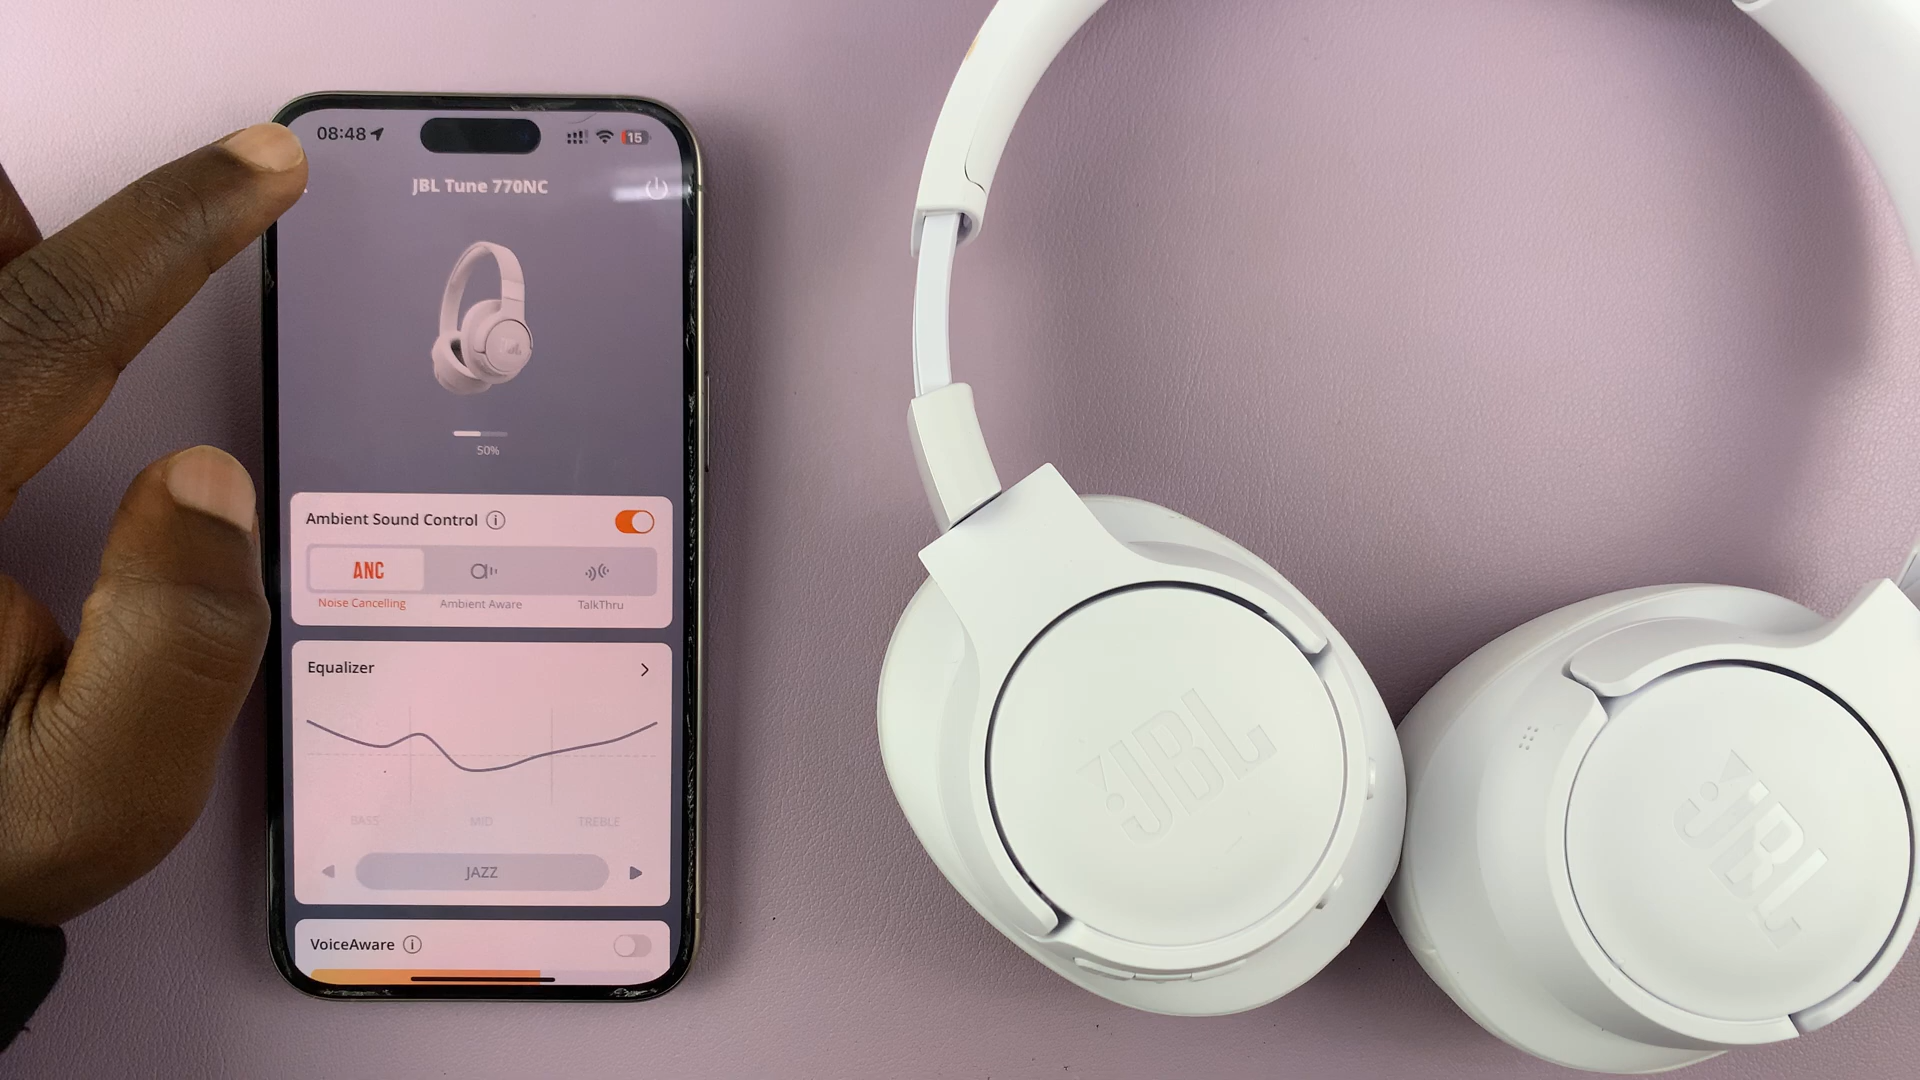 08:48
15
JBL Tune 770NC
JBL
50%
Ambient Sound Control i
ANC
Noise Cancelling
Ambient Aware
TalkThru
Equalizer
BASS
MID
TREBLE
JAZZ
VoiceAware i
JBL
JBL